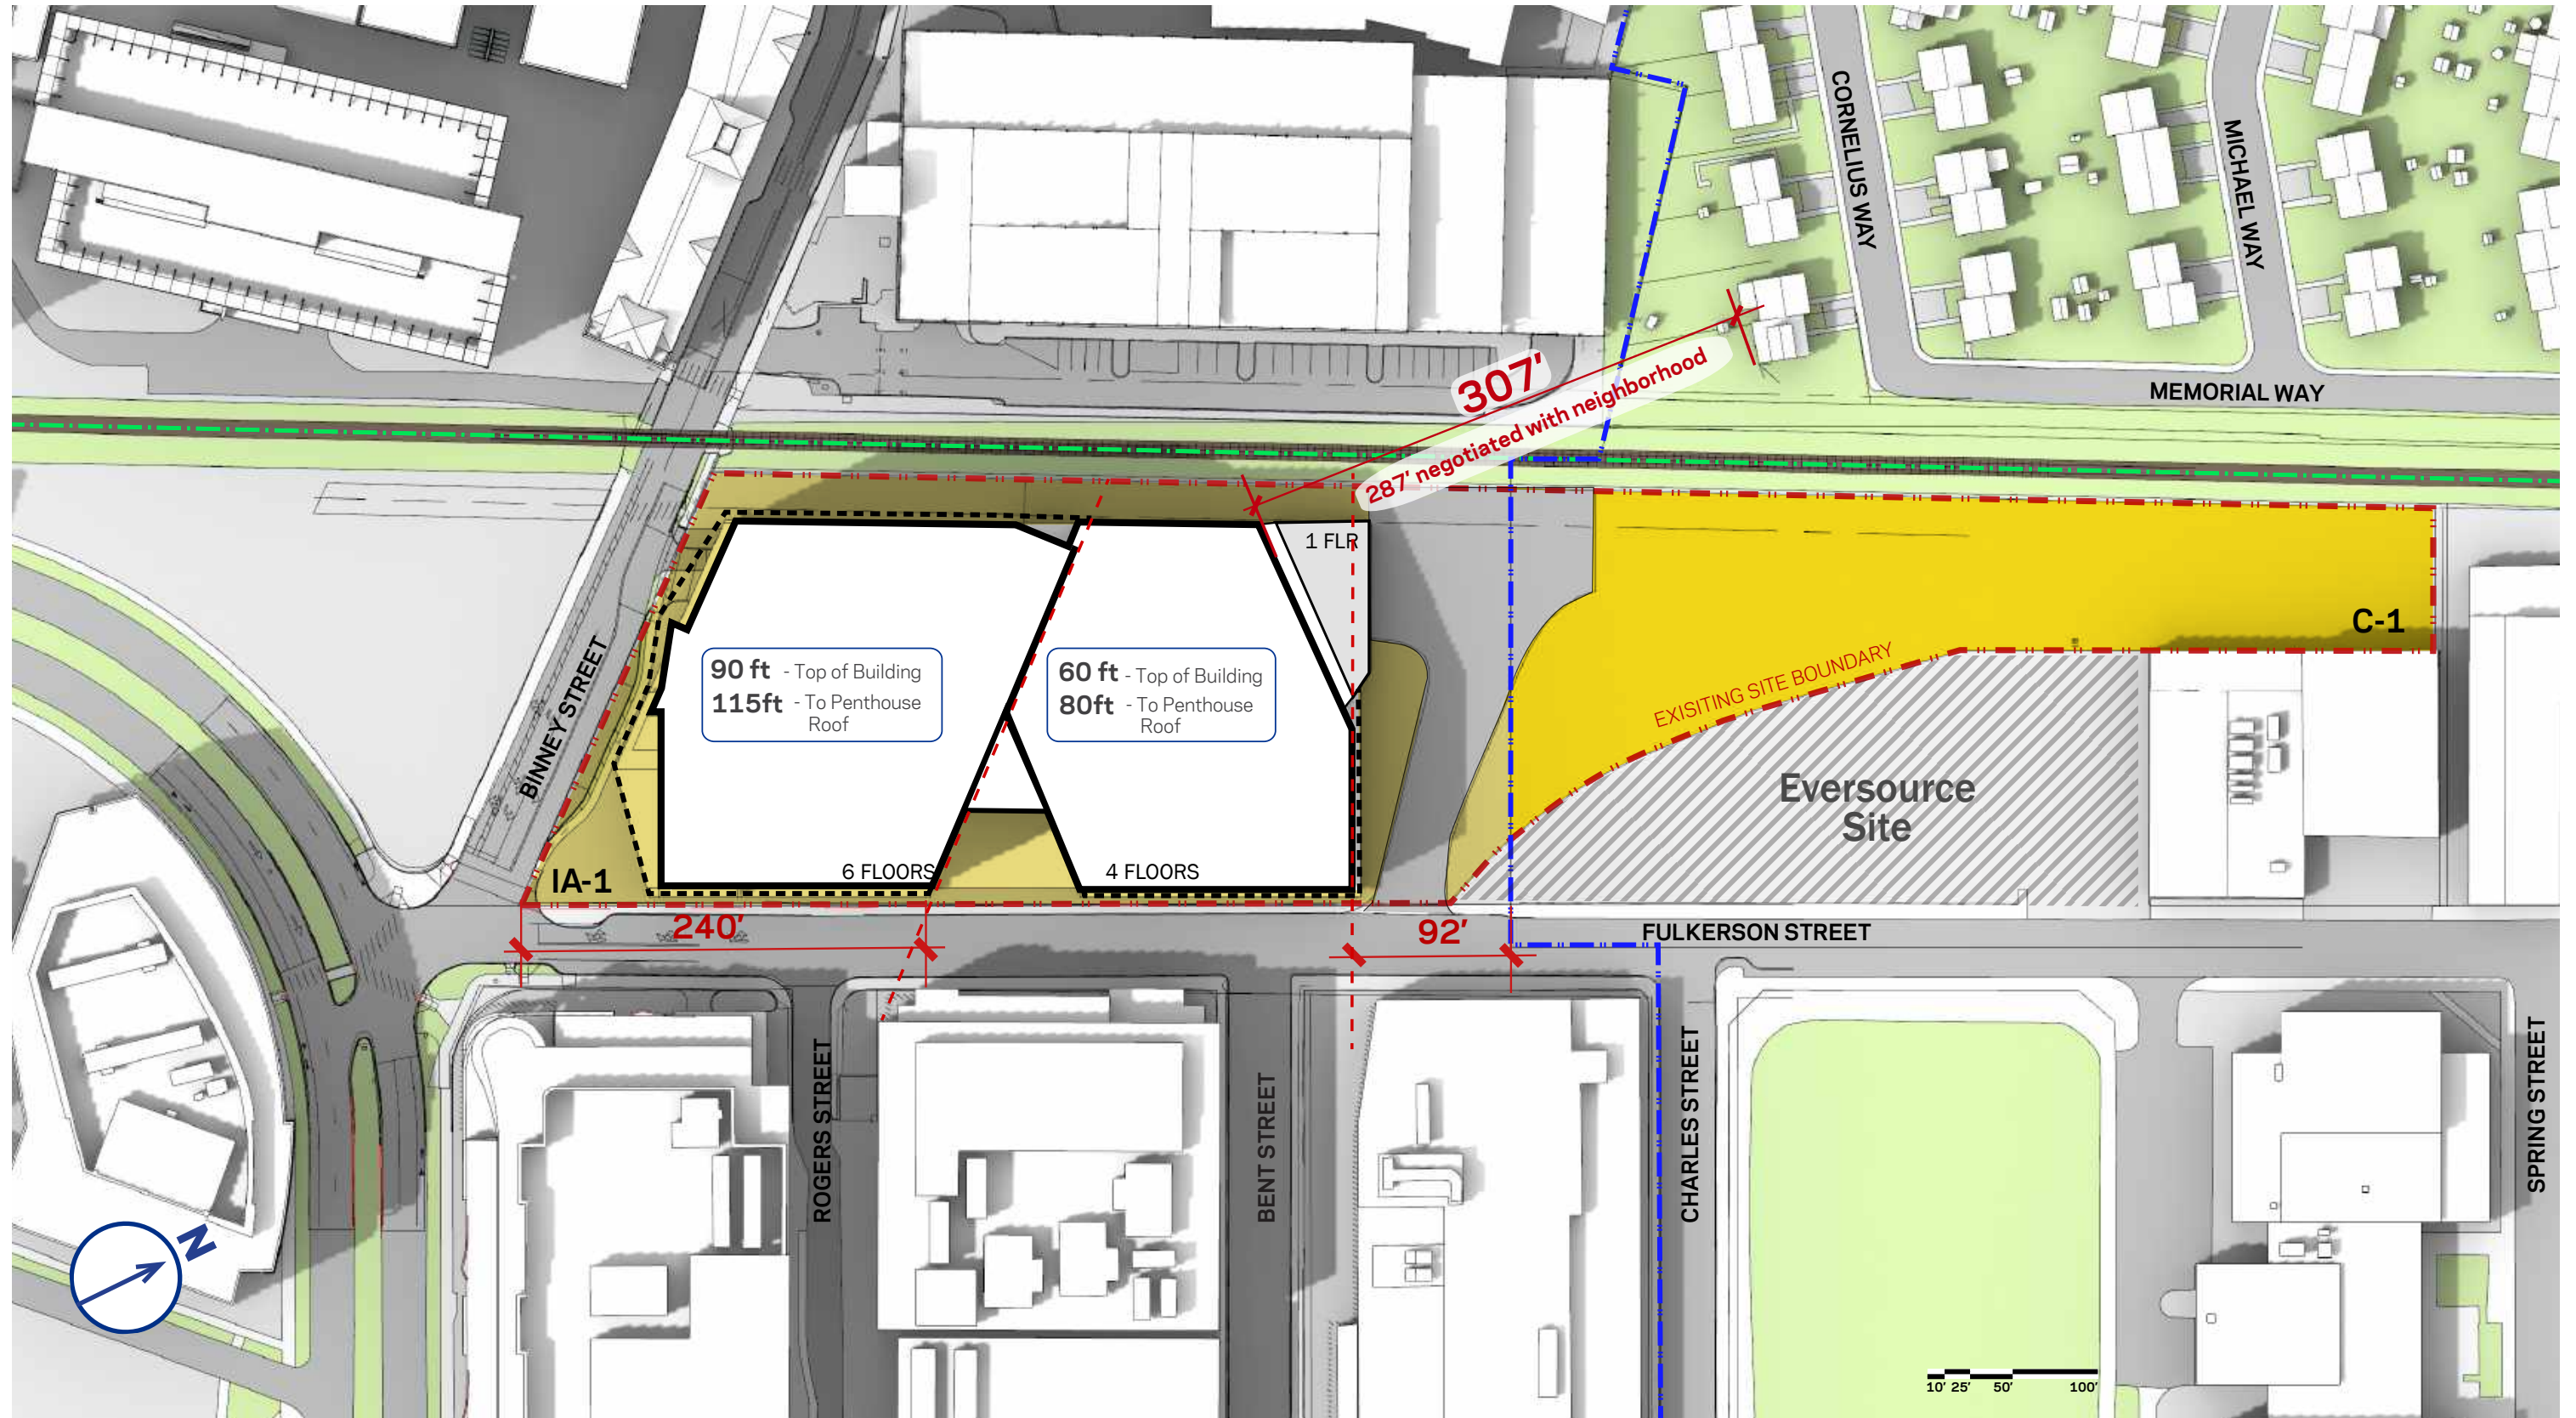 CORNELIUS WAY
MICHAEL WAY
MEMORIAL WAY
307'
287' negotiated with neighborhood
1 FLR
C-1
EXISITING SITE BOUNDARY
90 ft - Top of Building
115ft - To Penthouse
Roof
60 ft - Top of Building
80ft - To Penthouse
Roof
BINNEY STREET
Eversource
Site
6 FLOORS
4 FLOORS
IA-1
240'
92'
FULKERSON STREET
ROGERS STREET
BENT STREET
CHARLES STREET
SPRING STREET
N
10' 25' 50' 100'